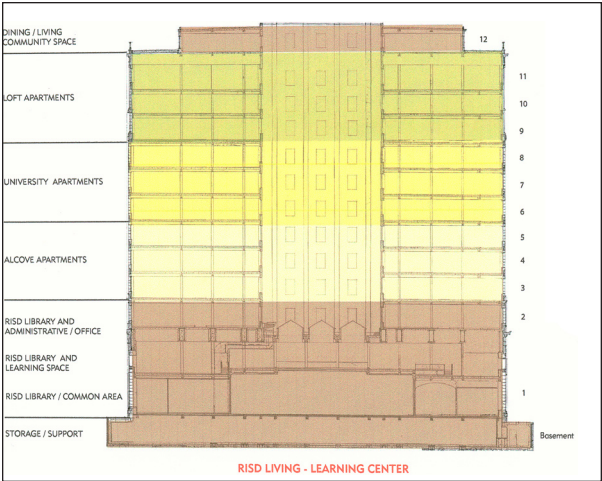 DINING / LIVING
COMMUNITY SPACE
12
11
LOFT APARTMENTS
10
9
8
UNIVERSITY APARTMENTS
7
6
5
ALCOVE APARTMENTS
4
3
RISD LIBRARY AND
ADMINISTRATIVE / OFFICE
2
RISD LIBRARY AND
LEARNING SPACE
RISD LIBRARY / COMMON AREA
1
STORAGE / SUPPORT
Basement
RISD LIVING - LEARNING CENTER